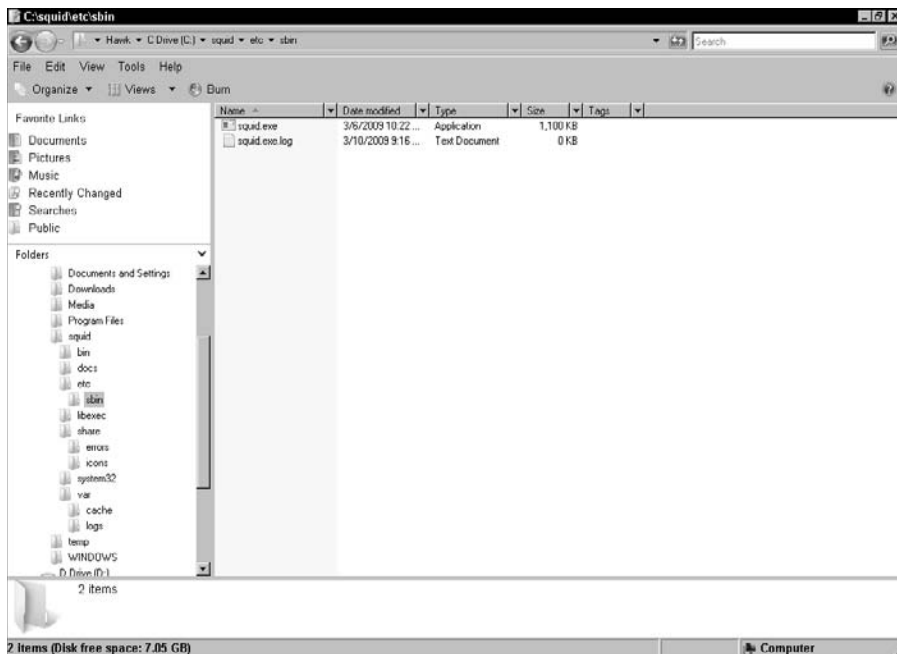 C:\squid\etc\sbin
Hawk C Drive (C:) squid etc sbin
Search
File Edit View Tools Help
Organize Views Burn
Favorite Links
Documents
Pictures
Music
Recently Changed
Searches
Public
Folders
Documents and Settings
Downloads
Media
Program Files
squid
bin
docs
etc
sbin
libexec
share
errors
icons
system32
var
cache
logs
temp
WINDOWS
D Drive (D:)
Name Date modified Type Size Tags
squid.exe 3/6/2009 10:22 ... Application 1,100 KB
squid.exe.log 3/10/2009 9:16 ... Text Document 0 KB
2 items
2 items (Disk free space: 7.05 GB) Computer